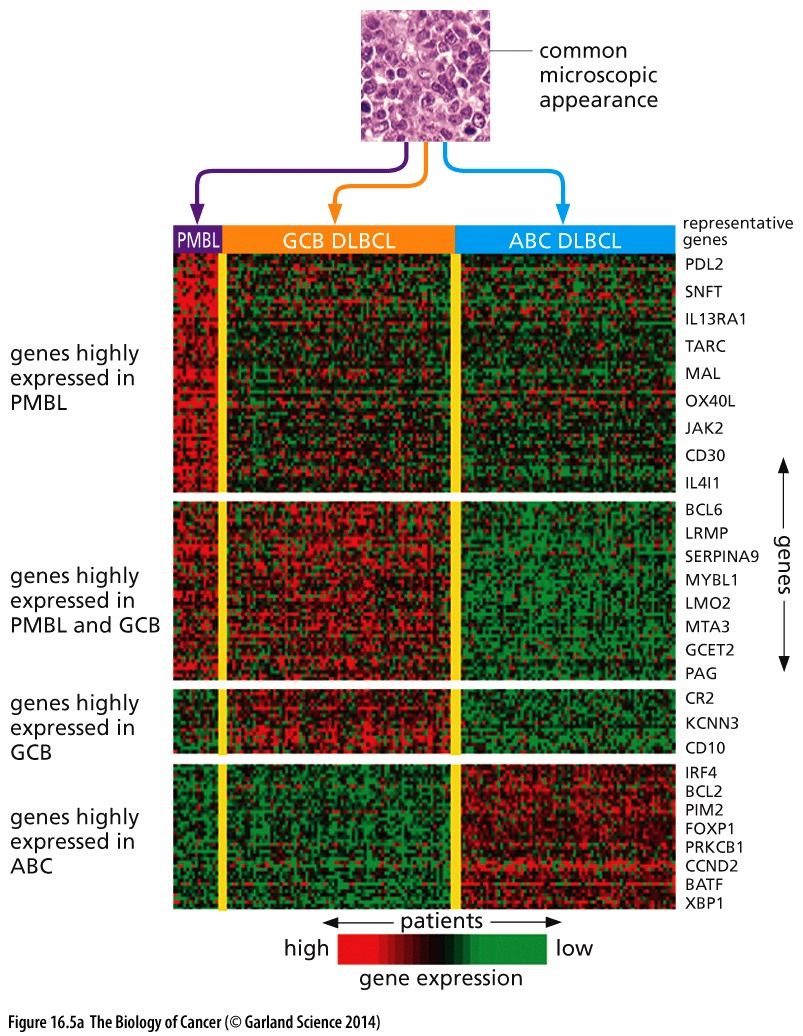 common
microscopic
appearance
PMBL
GCB DLBCL
ABC DLBCL
representative
genes
genes highly
expressed in
PMBL
PDL2
SNFT
IL13RA1
TARC
MAL
OX40L
JAK2
CD30
IL4I1
genes highly
expressed in
PMBL and GCB
BCL6
LRMP
SERPINA9
MYBL1
LMO2
MTA3
GCET2
PAG
genes
genes highly
expressed in
GCB
CR2
KCNN3
CD10
genes highly
expressed in
ABC
IRF4
BCL2
PIM2
FOXP1
PRKCB1
CCND2
BATF
XBP1
patients
high
low
gene expression
Figure 16.5a The Biology of Cancer (© Garland Science 2014)